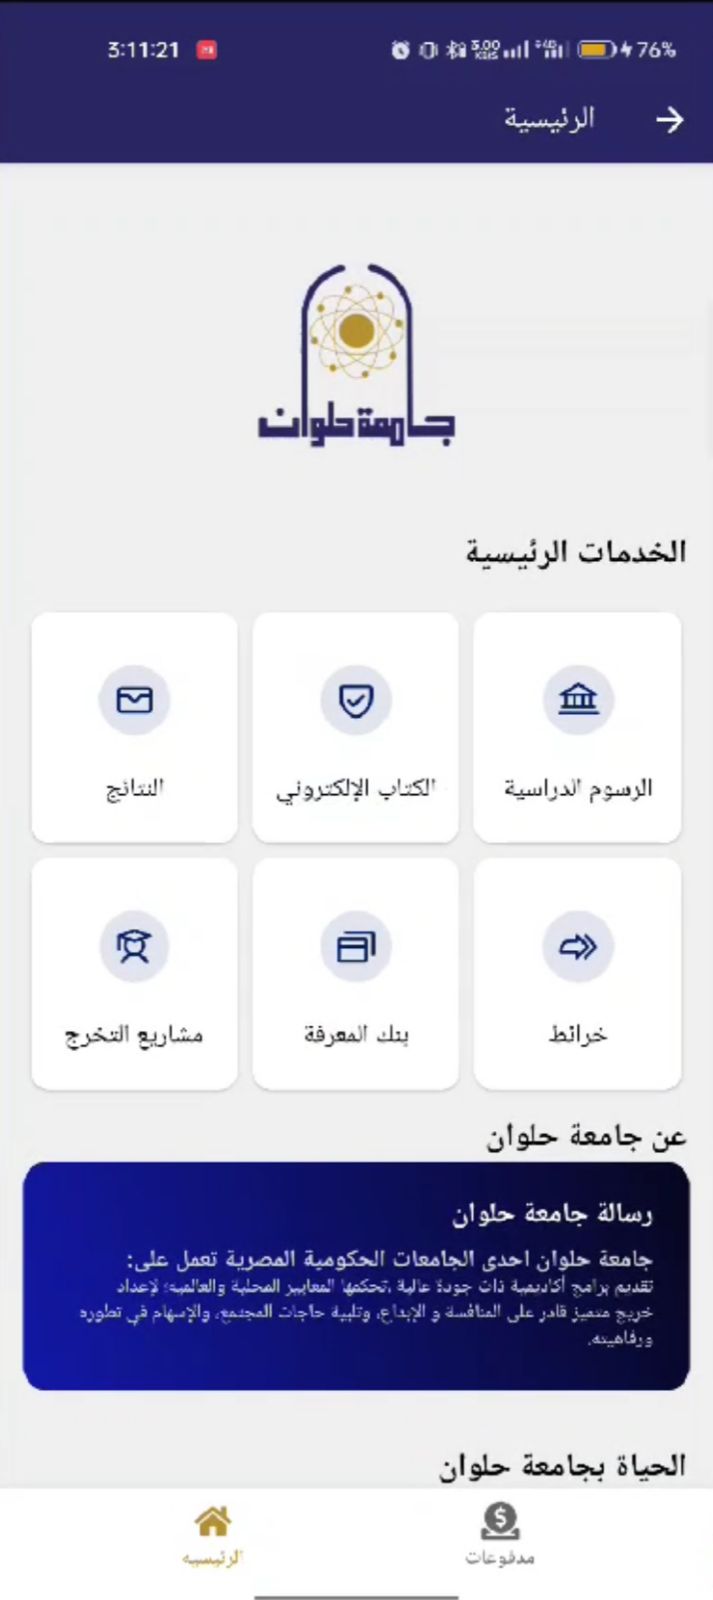 3:11:21
5.00 76%
الرئيسية
جامعة حلوان
الخدمات الرئيسية
الرسوم الدراسية
الكتاب الإلكتروني
النتائج
خرائط
بنك المعرفة
مشاريع التخرج
عن جامعة حلوان
رسالة جامعة حلوان
جامعة حلوان احدى الجامعات الحكومية المصرية تعمل على:
تقديم برامج أكاديمية ذات جودة عالية ،تحكمها المعايير المحلية والعالمية؛ لإعداد
خريج متميز قادر على المنافسة و الإبداع، وتلبية حاجات المجتمع، والإسهام في تطوره
ورفاهيته.
الحياة بجامعة حلوان
مدفوعات
الرئيسيه